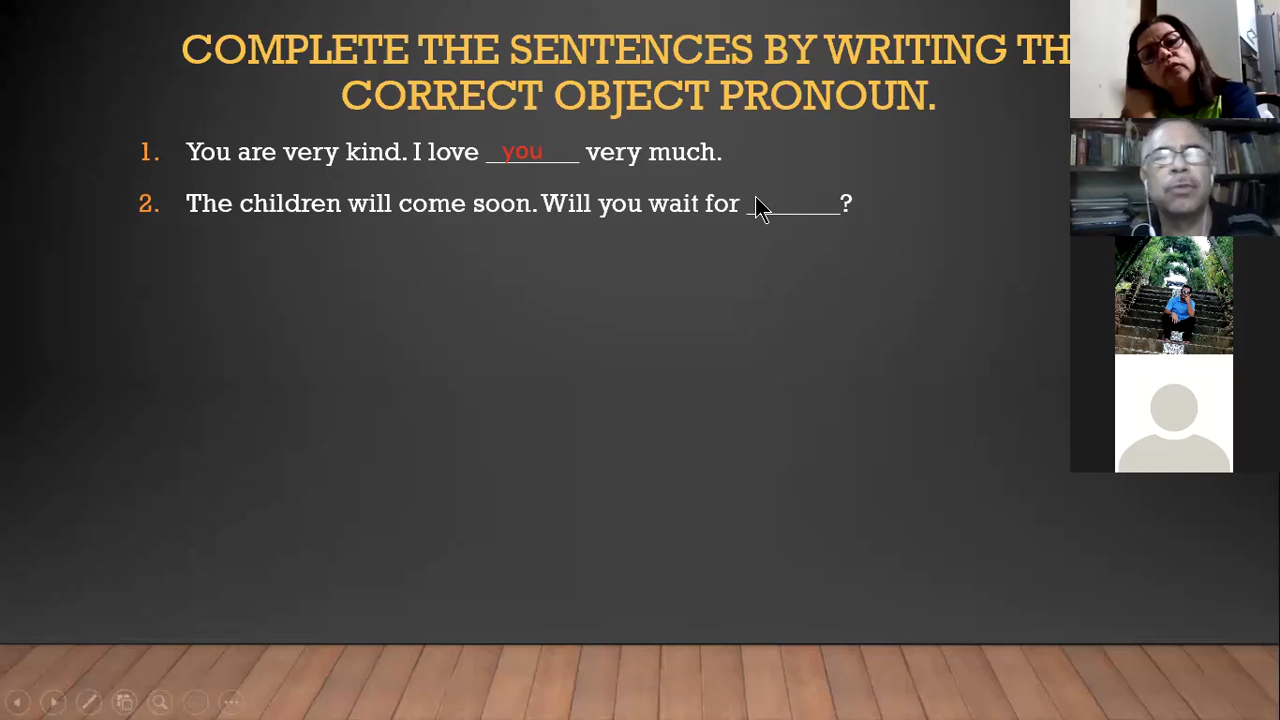 COMPLETE THE SENTENCES BY WRITING TH
CORRECT OBJECT PRONOUN.
1. You are very kind. I love ___you___ very much.
2. The children will come soon. Will you wait for ________?